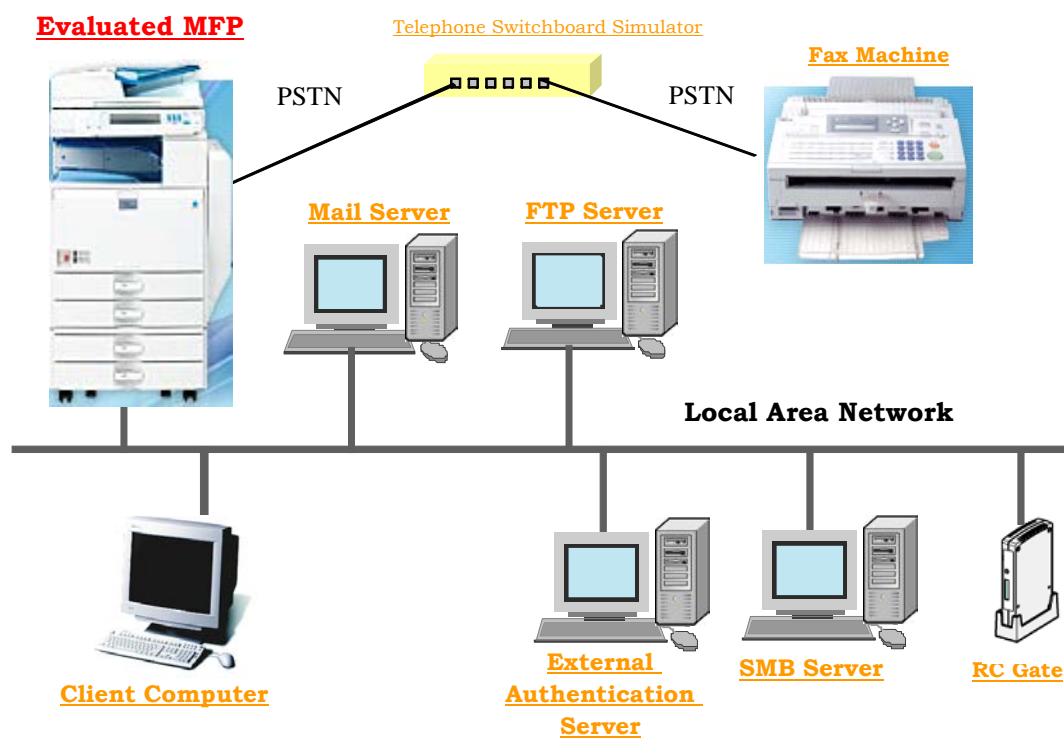 Evaluated MFP
Telephone Switchboard Simulator
Fax Machine
PSTN
PSTN
Mail Server
FTP Server
Local Area Network
Client Computer
External
Authentication
Server
SMB Server
RC Gate